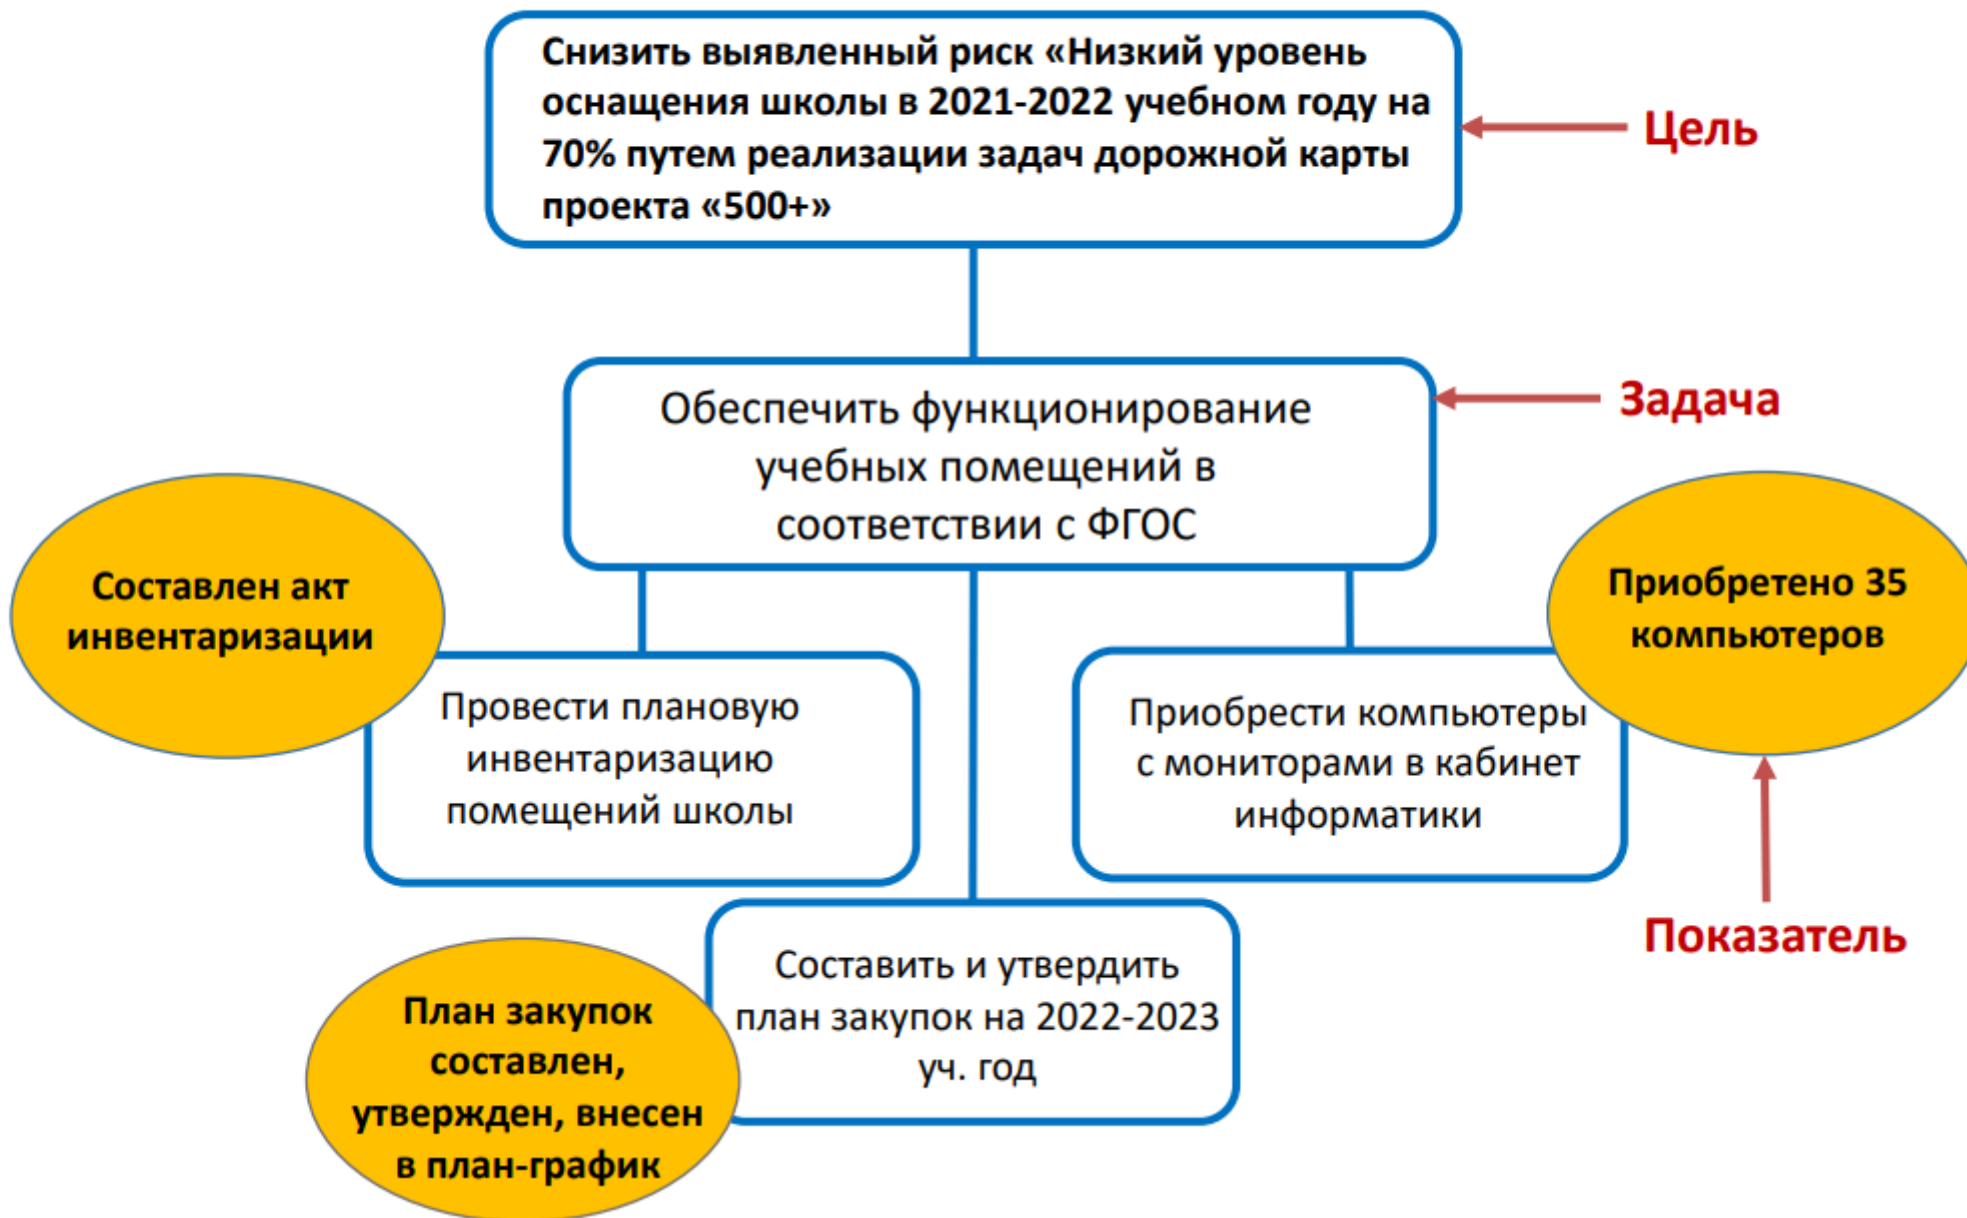 Снизить выявленный риск «Низкий уровень
оснащения школы в 2021-2022 учебном году на
70% путем реализации задач дорожной карты
проекта «500+»
Цель
Обеспечить функционирование
учебных помещений в
соответствии с ФГОС
Задача
Составлен акт
инвентаризации
Провести плановую
инвентаризацию
помещений школы
Приобрести компьютеры
с мониторами в кабинет
информатики
Приобретено 35
компьютеров
Показатель
План закупок
составлен,
утвержден, внесен
в план-график
Составить и утвердить
план закупок на 2022-2023
уч. год